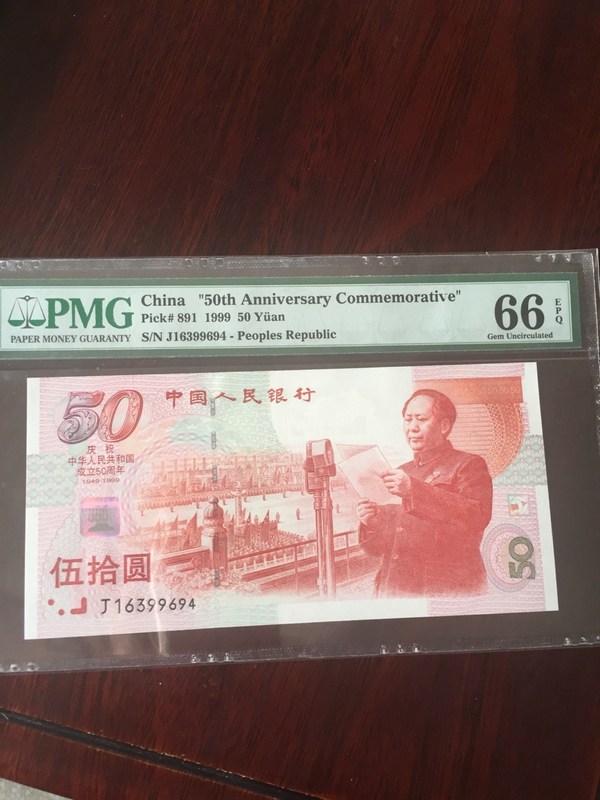 PMG
PAPER MONEY GUARANTY
China "50th Anniversary Commemorative"
Pick# 891 1999 50 Yüan
S/N J16399694 - Peoples Republic
66 EPQ
Gem Uncirculated
50
中国人民银行
庆祝
中华人民共和国
成立50周年
1949-1999
伍拾圆
J16399694
50